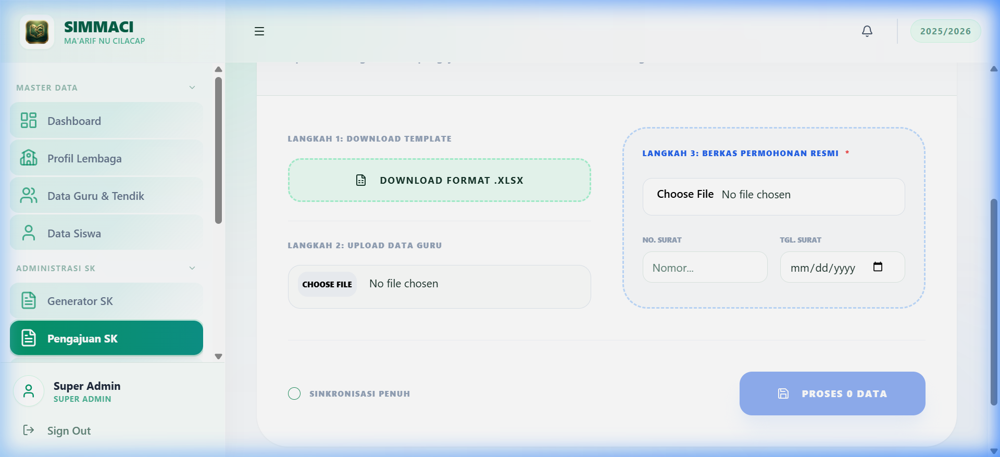 SIMMACI
MA'ARIF NU CILACAP
2025/2026
MASTER DATA
Dashboard
Profil Lembaga
Data Guru & Tendik
Data Siswa
ADMINISTRASI SK
Generator SK
Pengajuan SK
Super Admin
SUPER ADMIN
Sign Out
LANGKAH 1: DOWNLOAD TEMPLATE
DOWNLOAD FORMAT .XLSX
LANGKAH 2: UPLOAD DATA GURU
CHOOSE FILE No file chosen
LANGKAH 3: BERKAS PERMOHONAN RESMI *
Choose File No file chosen
NO. SURAT TGL. SURAT
Nomor... mm/dd/yyyy
SINKRONISASI PENUH
PROSES 0 DATA